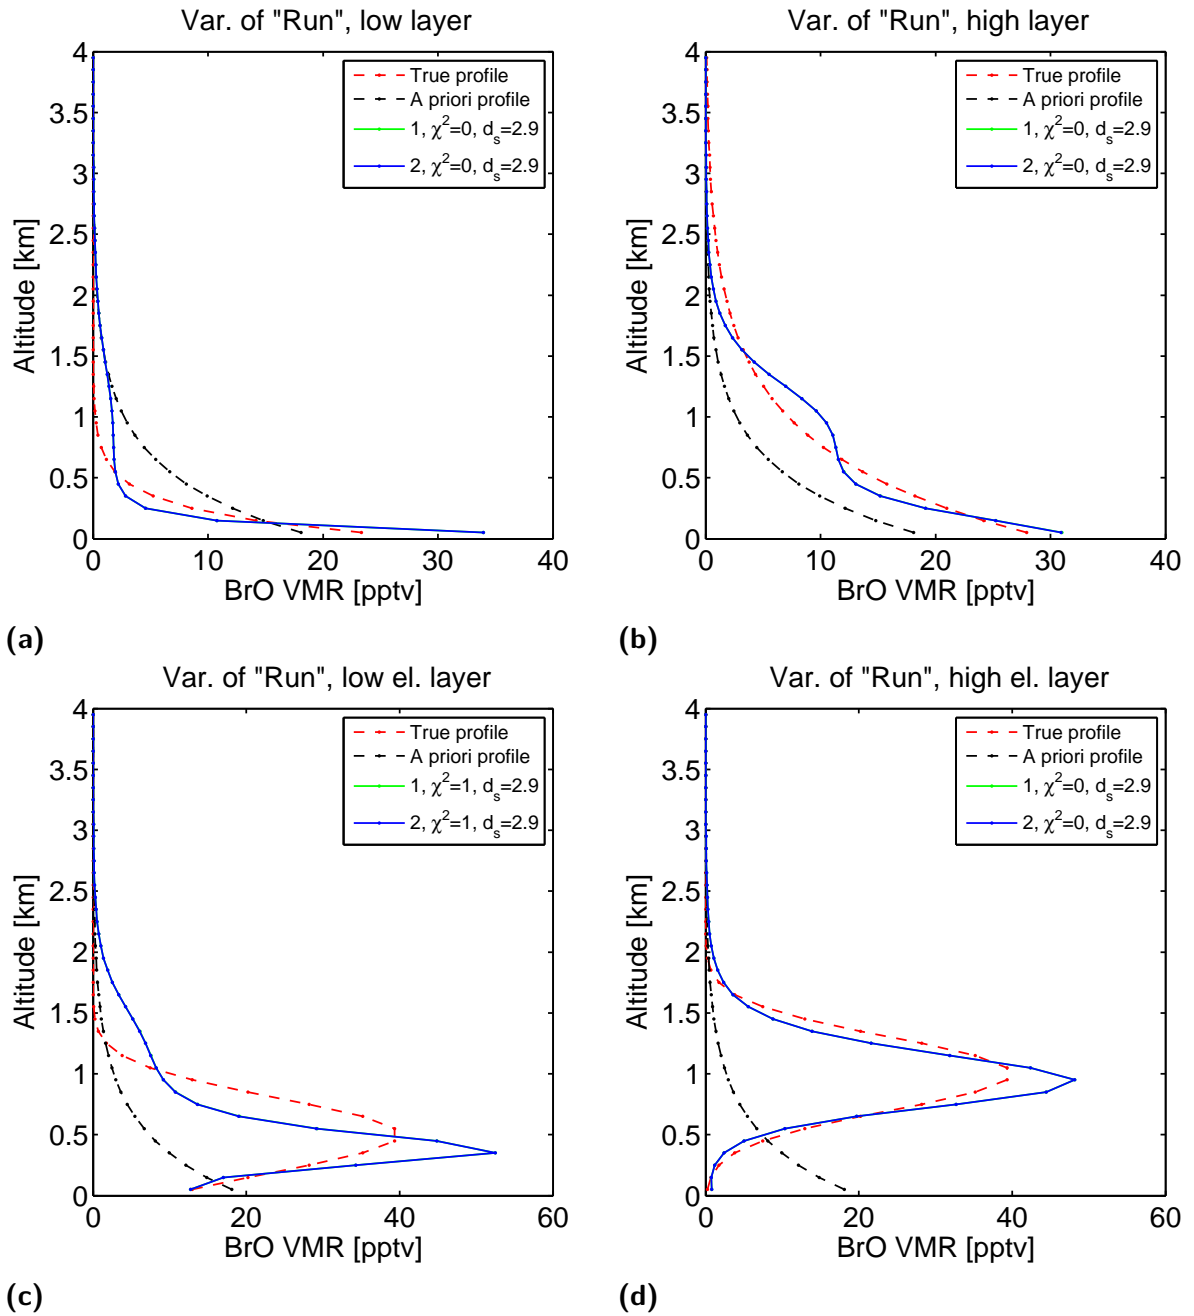 Var. of "Run", low layer
4
3.5
3
2.5
2
1.5
1
0.5
0
Altitude [km]
True profile
A priori profile
1, χ²=0, dₛ=2.9
2, χ²=0, dₛ=2.9
0 10 20 30 40
BrO VMR [pptv]
(a)
Var. of "Run", high layer
4
3.5
3
2.5
2
1.5
1
0.5
0
Altitude [km]
True profile
A priori profile
1, χ²=0, dₛ=2.9
2, χ²=0, dₛ=2.9
0 10 20 30 40
BrO VMR [pptv]
(b)
Var. of "Run", low el. layer
4
3.5
3
2.5
2
1.5
1
0.5
0
Altitude [km]
True profile
A priori profile
1, χ²=1, dₛ=2.9
2, χ²=1, dₛ=2.9
0 20 40 60
BrO VMR [pptv]
(c)
Var. of "Run", high el. layer
4
3.5
3
2.5
2
1.5
1
0.5
0
Altitude [km]
True profile
A priori profile
1, χ²=0, dₛ=2.9
2, χ²=0, dₛ=2.9
0 20 40 60
BrO VMR [pptv]
(d)